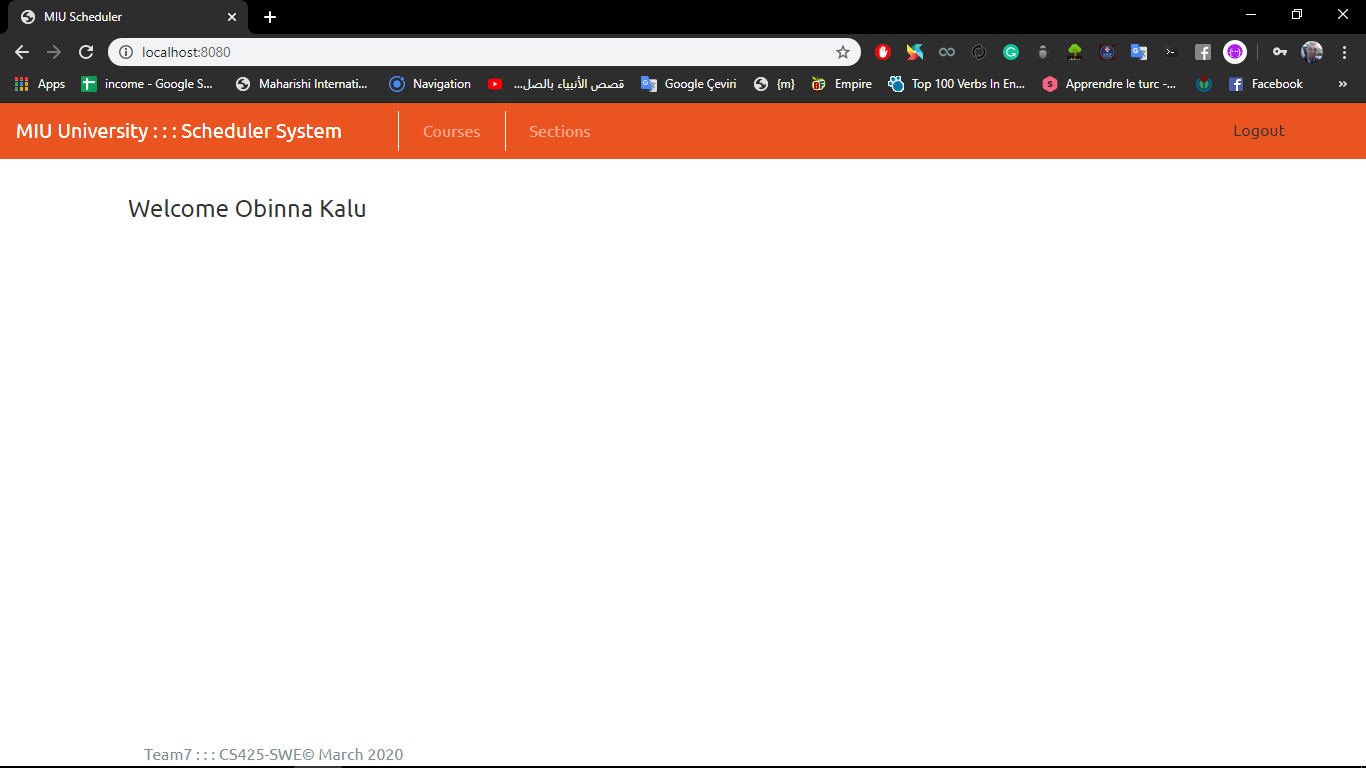 MIU Scheduler
localhost:8080
Apps income - Google S... Maharishi Internati... Navigation قصص الأنبياء بالصل... Google Çeviri {m} Empire Top 100 Verbs In En... Apprendre le turc -... Facebook »
MIU University : : : Scheduler System Courses Sections Logout
Welcome Obinna Kalu
Team7 : : : CS425-SWE© March 2020